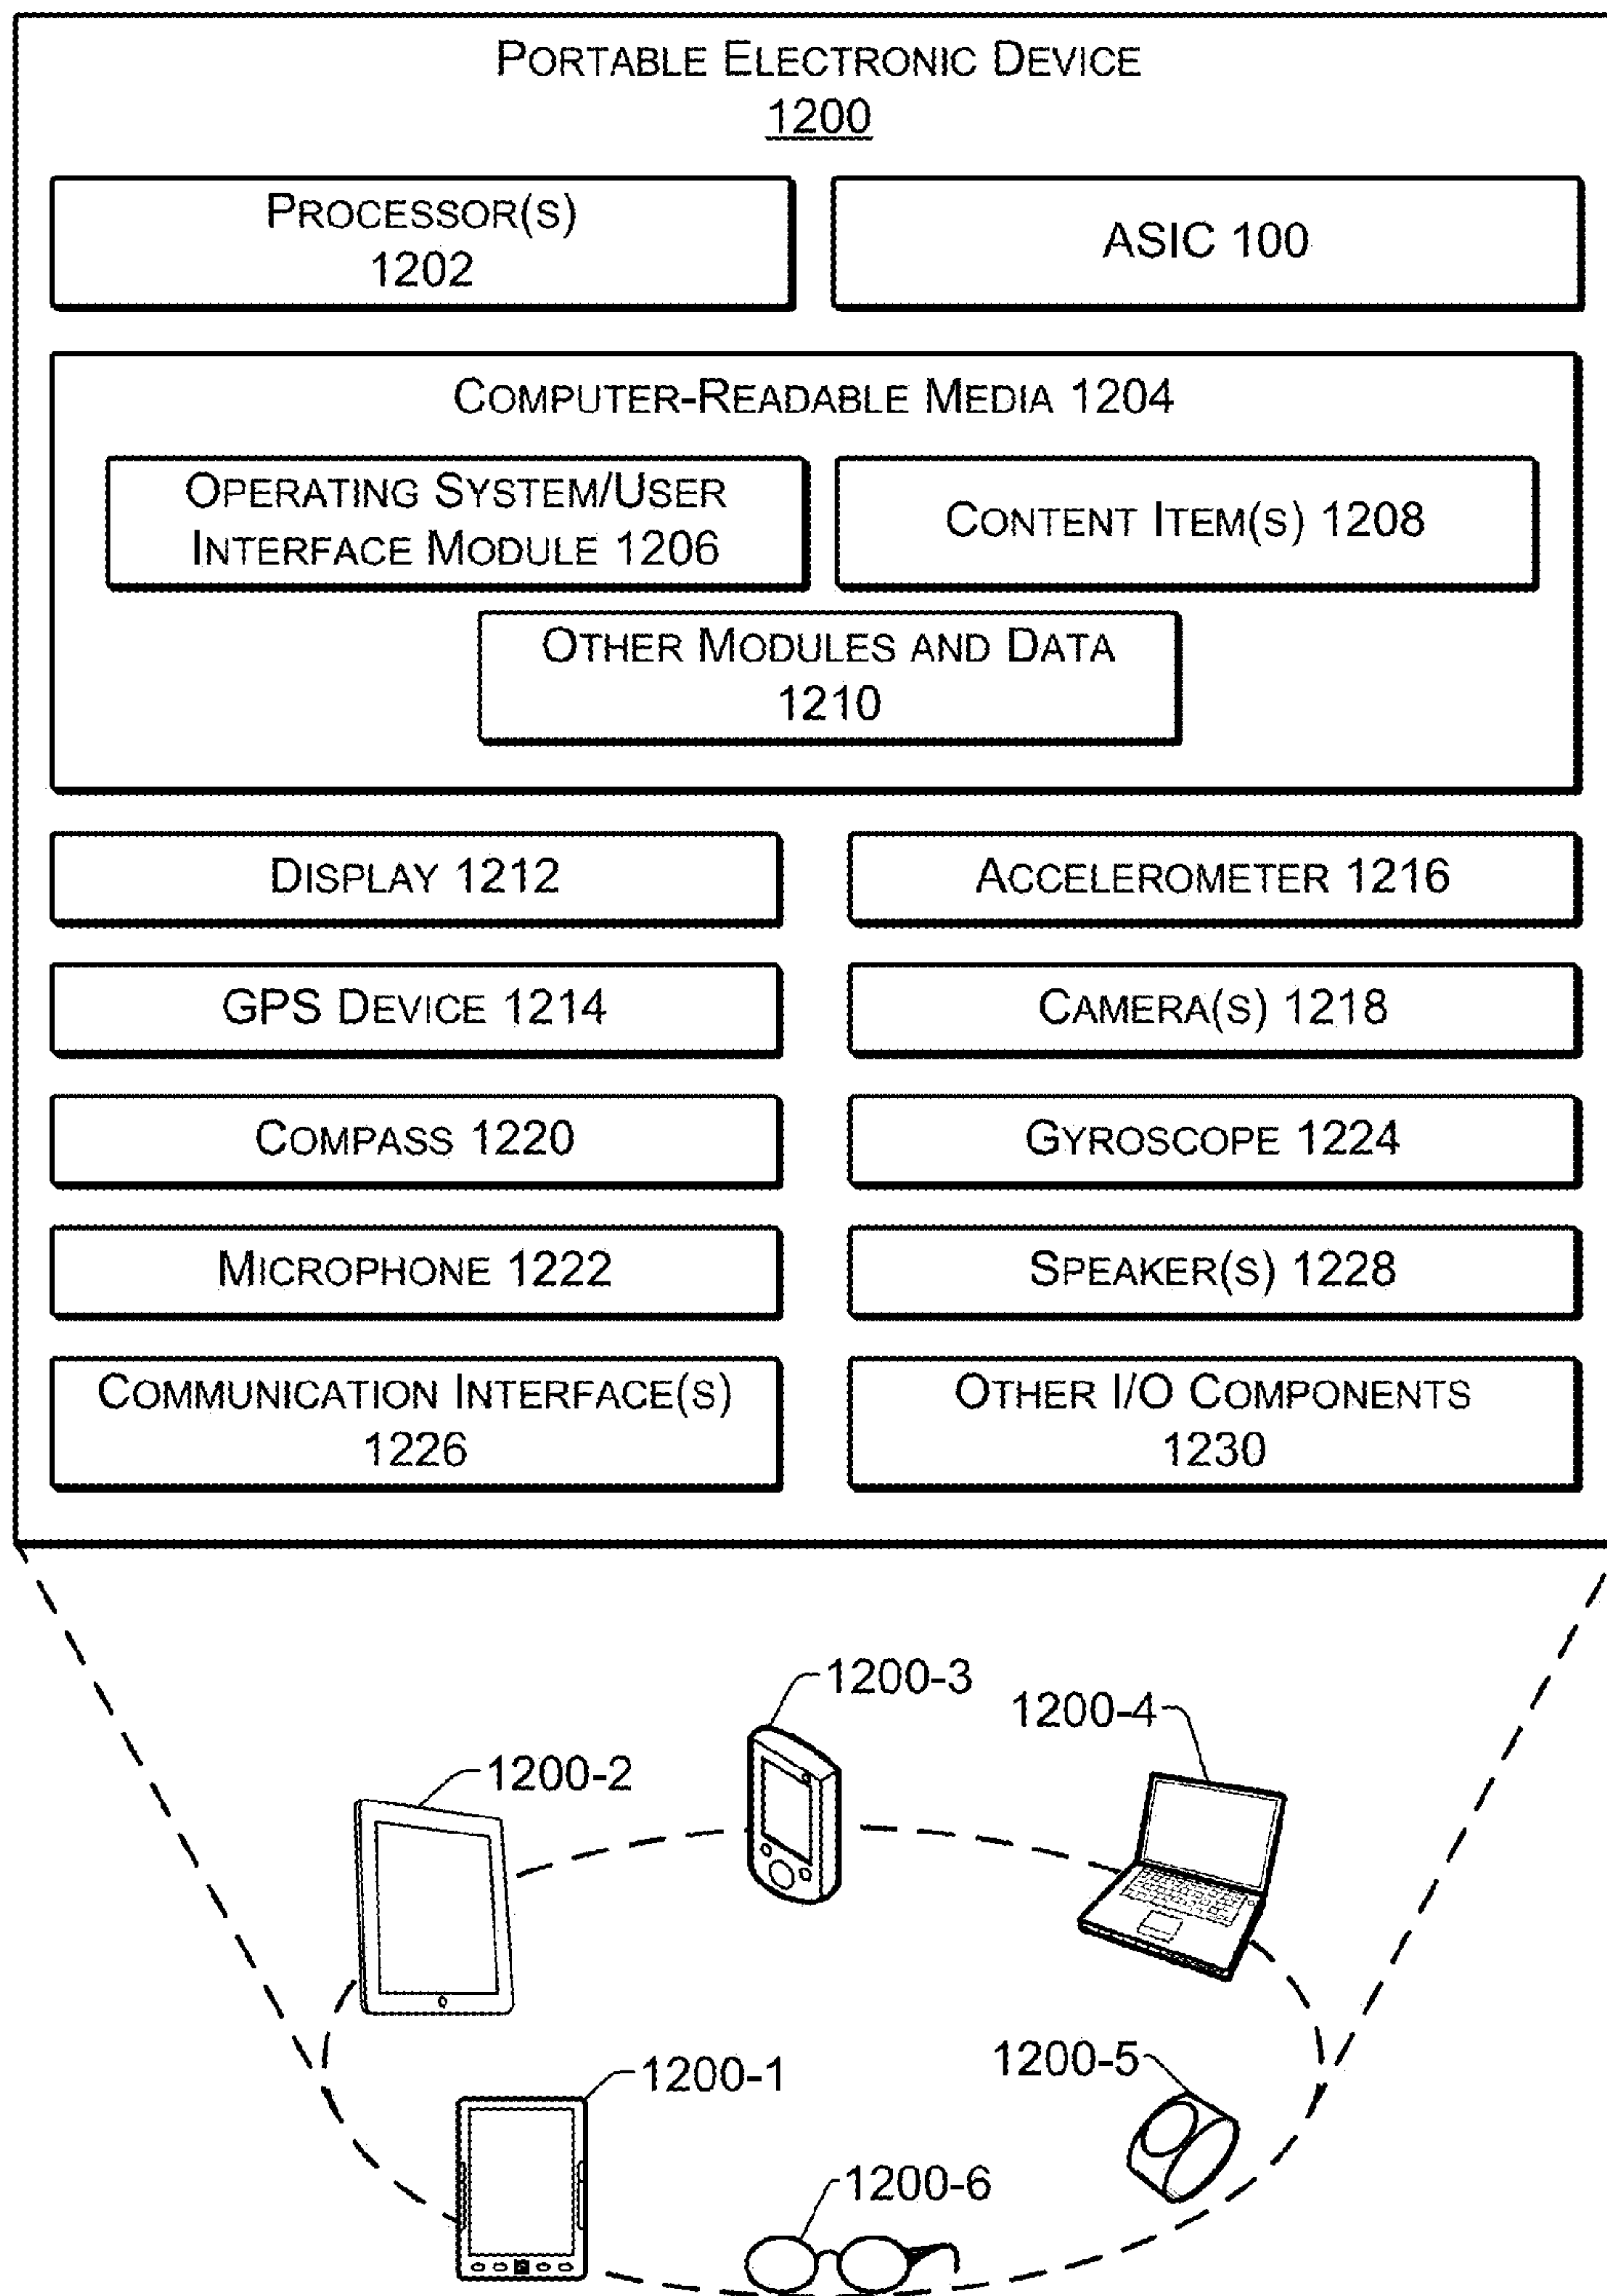 PORTABLE ELECTRONIC DEVICE
1200
PROCESSOR(S)
1202
ASIC 100
COMPUTER-READABLE MEDIA 1204
OPERATING SYSTEM/USER
INTERFACE MODULE 1206
CONTENT ITEM(S) 1208
OTHER MODULES AND DATA
1210
DISPLAY 1212
ACCELEROMETER 1216
GPS DEVICE 1214
CAMERA(S) 1218
COMPASS 1220
GYROSCOPE 1224
MICROPHONE 1222
SPEAKER(S) 1228
COMMUNICATION INTERFACE(S)
1226
OTHER I/O COMPONENTS
1230
1200-3
1200-4
1200-2
1200-5
1200-1
1200-6